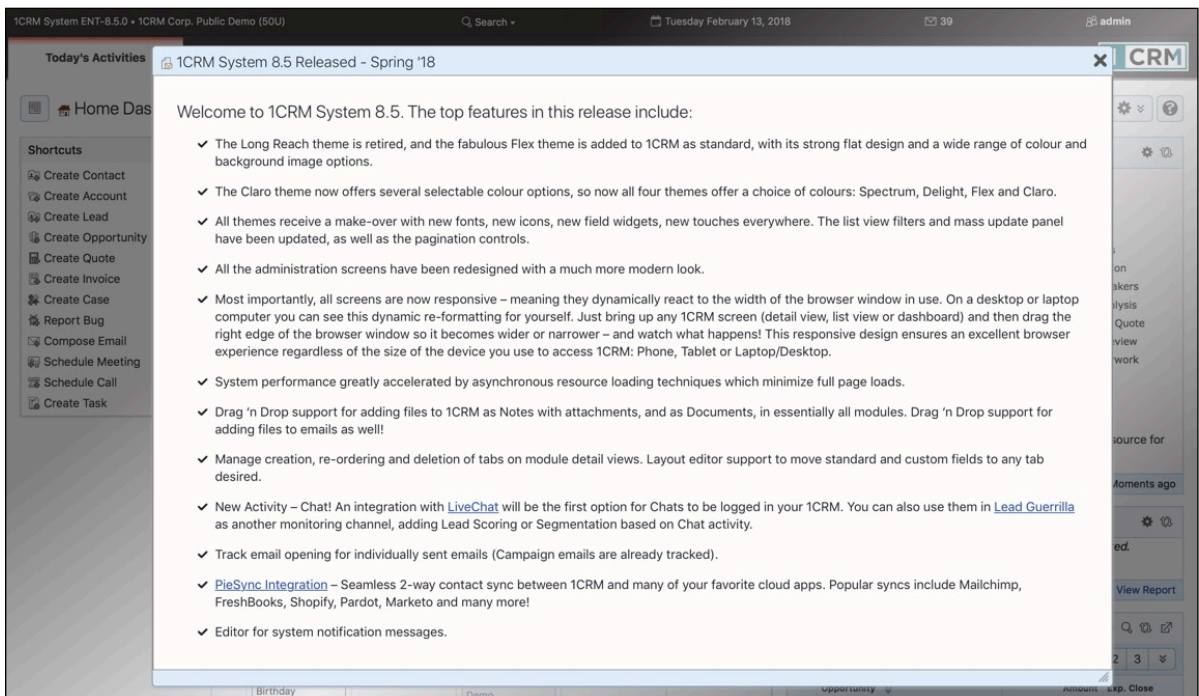 1CRM System ENT-8.5.0 • 1CRM Corp. Public Demo (50U)
Search
Tuesday February 13, 2018
39
admin
Today's Activities
CRM
1CRM System 8.5 Released - Spring '18
Home Das
Shortcuts
Create Contact
Create Account
Create Lead
Create Opportunity
Create Quote
Create Invoice
Create Case
Report Bug
Compose Email
Schedule Meeting
Schedule Call
Create Task
Welcome to 1CRM System 8.5. The top features in this release include:
✓ The Long Reach theme is retired, and the fabulous Flex theme is added to 1CRM as standard, with its strong flat design and a wide range of colour and
background image options.
✓ The Claro theme now offers several selectable colour options, so now all four themes offer a choice of colours: Spectrum, Delight, Flex and Claro.
✓ All themes receive a make-over with new fonts, new icons, new field widgets, new touches everywhere. The list view filters and mass update panel
have been updated, as well as the pagination controls.
✓ All the administration screens have been redesigned with a much more modern look.
✓ Most importantly, all screens are now responsive – meaning they dynamically react to the width of the browser window in use. On a desktop or laptop
computer you can see this dynamic re-formatting for yourself. Just bring up any 1CRM screen (detail view, list view or dashboard) and then drag the
right edge of the browser window so it becomes wider or narrower – and watch what happens! This responsive design ensures an excellent browser
experience regardless of the size of the device you use to access 1CRM: Phone, Tablet or Laptop/Desktop.
✓ System performance greatly accelerated by asynchronous resource loading techniques which minimize full page loads.
✓ Drag 'n Drop support for adding files to 1CRM as Notes with attachments, and as Documents, in essentially all modules. Drag 'n Drop support for
adding files to emails as well!
✓ Manage creation, re-ordering and deletion of tabs on module detail views. Layout editor support to move standard and custom fields to any tab
desired.
✓ New Activity – Chat! An integration with LiveChat will be the first option for Chats to be logged in your 1CRM. You can also use them in Lead Guerrilla
as another monitoring channel, adding Lead Scoring or Segmentation based on Chat activity.
✓ Track email opening for individually sent emails (Campaign emails are already tracked).
✓ PieSync Integration – Seamless 2-way contact sync between 1CRM and many of your favorite cloud apps. Popular syncs include Mailchimp,
FreshBooks, Shopify, Pardot, Marketo and many more!
✓ Editor for system notification messages.
on
akers
lysis
Quote
view
work
source for
Moments ago
ed.
View Report
2 3
Birthday
Demo
Opportunity
Amount
Exp. Close